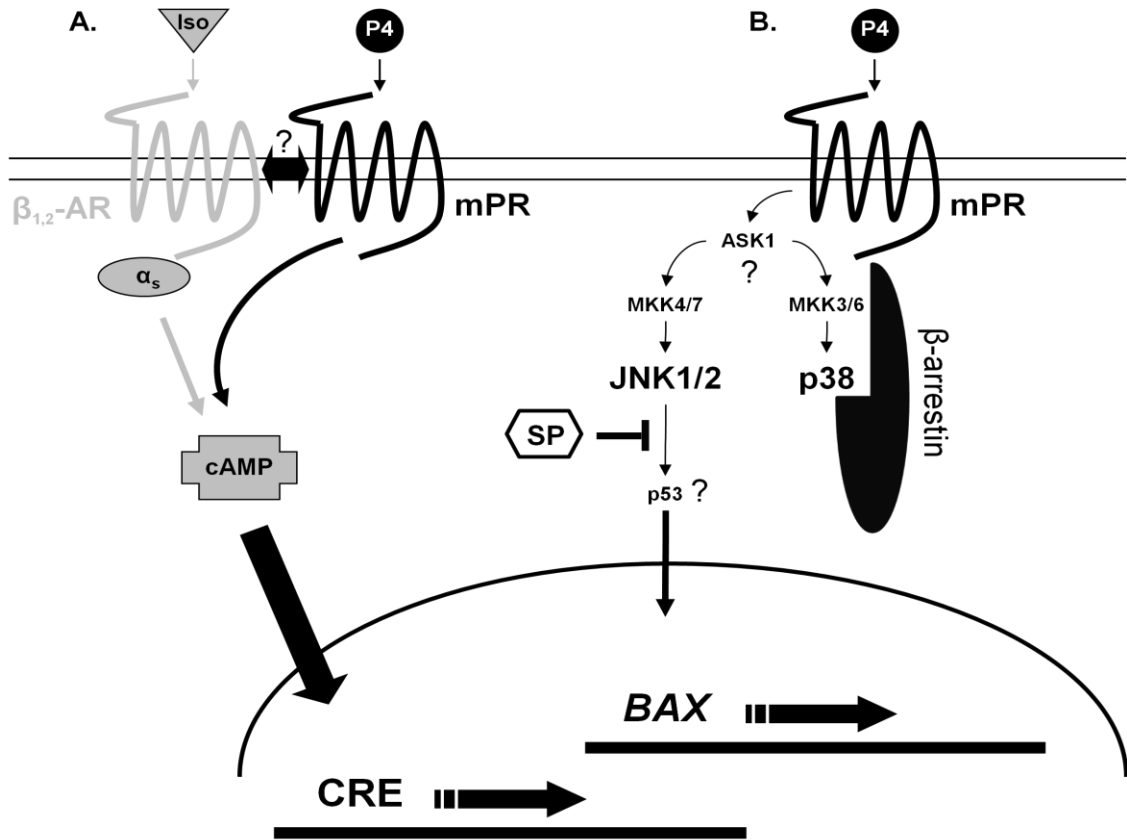 A.
Iso
P4
B.
P4
?
β1,2-AR
mPR
mPR
αs
ASK1
?
MKK4/7
MKK3/6
JNK1/2
p38
β-arrestin
SP
cAMP
p53 ?
BAX
CRE